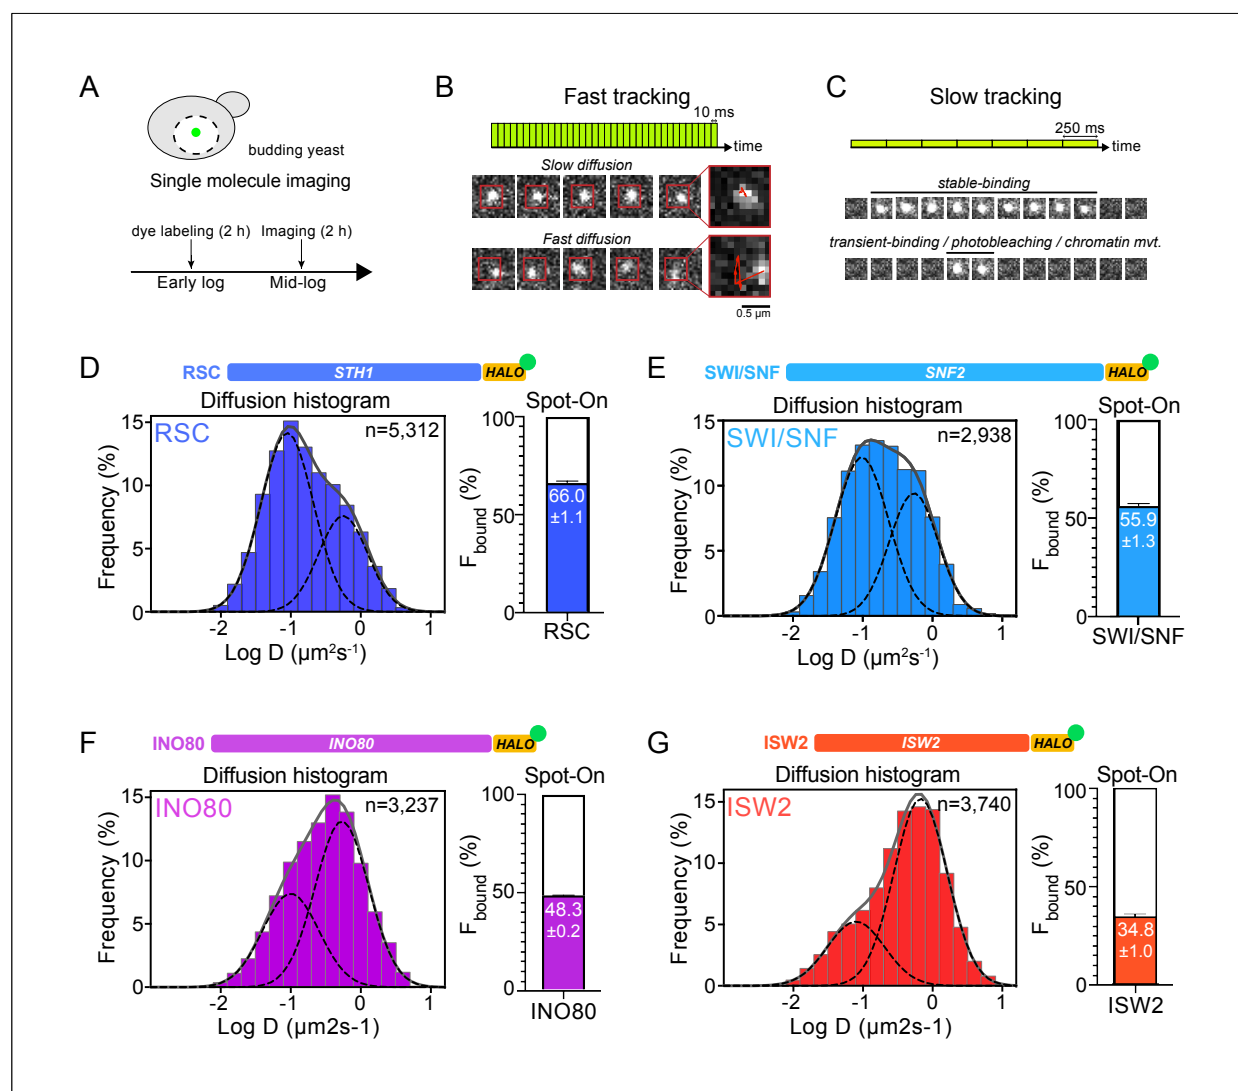 A
budding yeast
Single molecule imaging
dye labeling (2 h)
Imaging (2 h)
Early log
Mid-log
B
Fast tracking
10 ms
time
Slow diffusion
Fast diffusion
0.5 µm
C
Slow tracking
250 ms
time
stable-binding
transient-binding / photobleaching / chromatin mvt.
D
RSC
STH1
HALO
Diffusion histogram
RSC
n=5,312
Frequency (%)
15
10
5
0
-2
-1
0
1
Log D (µm²s⁻¹)
Spot-On
F bound (%)
100
50
0
66.0
±1.1
RSC
E
SWI/SNF
SNF2
HALO
Diffusion histogram
SWI/SNF
n=2,938
Frequency (%)
15
10
5
0
-2
-1
0
1
Log D (µm²s⁻¹)
Spot-On
F bound (%)
100
50
0
55.9
±1.3
SWI/SNF
F
INO80
INO80
HALO
Diffusion histogram
INO80
n=3,237
Frequency (%)
15
10
5
0
-2
-1
0
1
Log D (µm2s-1)
Spot-On
F bound (%)
100
50
0
48.3
±0.2
INO80
G
ISW2
ISW2
HALO
Diffusion histogram
ISW2
n=3,740
Frequency (%)
15
10
5
0
-2
-1
0
1
Log D (µm2s-1)
Spot-On
F bound (%)
100
50
0
34.8
±1.0
ISW2